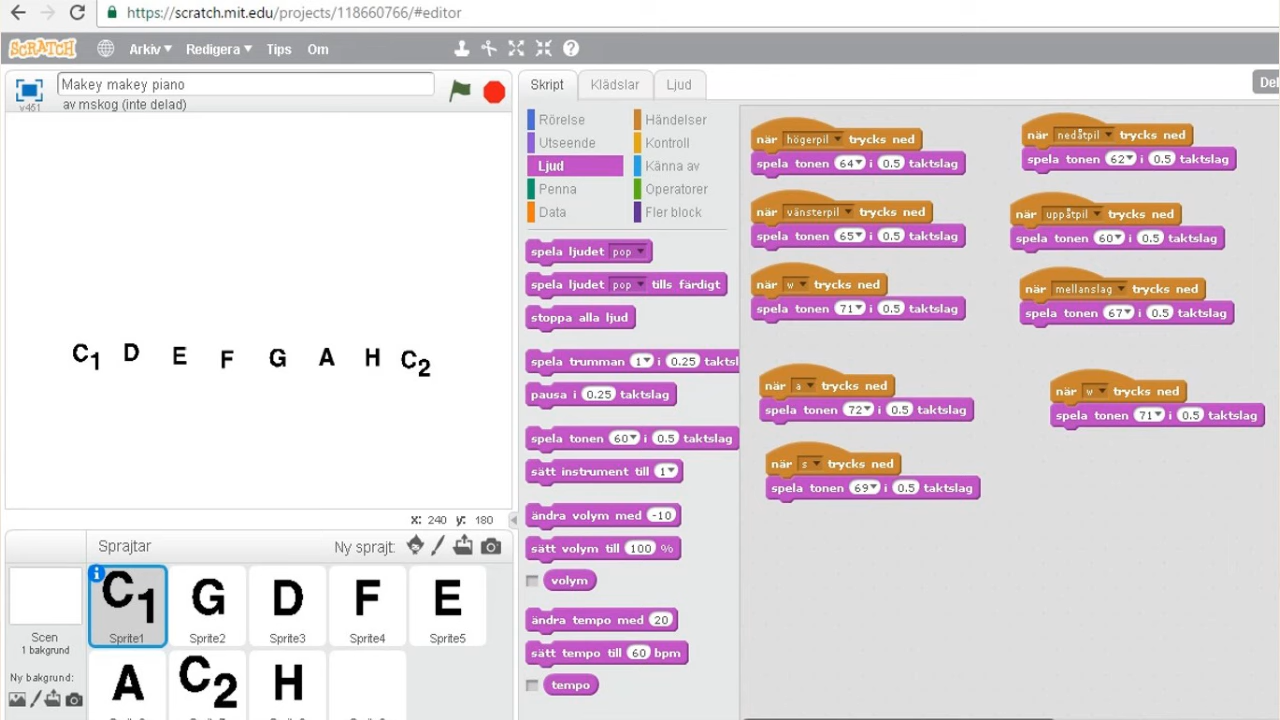 https://scratch.mit.edu/projects/118660766/#editor
SCRATCH Arkiv Redigera Tips Om
v461 Makey makey piano
av mskog (inte delad)
Skript Klädslar Ljud
Rörelse Händelser
Utseende Kontroll
Ljud Känna av
Penna Operatorer
Data Fler block
spela ljudet pop
spela ljudet pop tills färdigt
stoppa alla ljud
spela trumman 1 i 0.25 taktsl
pausa i 0.25 taktslag
spela tonen 60 i 0.5 taktslag
sätt instrument till 1
ändra volym med -10
sätt volym till 100 %
volym
ändra tempo med 20
sätt tempo till 60 bpm
tempo
när högerpil trycks ned
spela tonen 64 i 0.5 taktslag
när nedåtpil trycks ned
spela tonen 62 i 0.5 taktslag
när vänsterpil trycks ned
spela tonen 65 i 0.5 taktslag
när uppåtpil trycks ned
spela tonen 60 i 0.5 taktslag
när w trycks ned
spela tonen 71 i 0.5 taktslag
när mellanslag trycks ned
spela tonen 67 i 0.5 taktslag
när a trycks ned
spela tonen 72 i 0.5 taktslag
när w trycks ned
spela tonen 71 i 0.5 taktslag
när s trycks ned
spela tonen 69 i 0.5 taktslag
C1 D E F G A H C2
x: 240 y: 180
Sprajtar Ny sprajt:
C1 G D F E
Sprite1 Sprite2 Sprite3 Sprite4 Sprite5
Scen
1 bakgrund
Ny bakgrund:
A C2 H